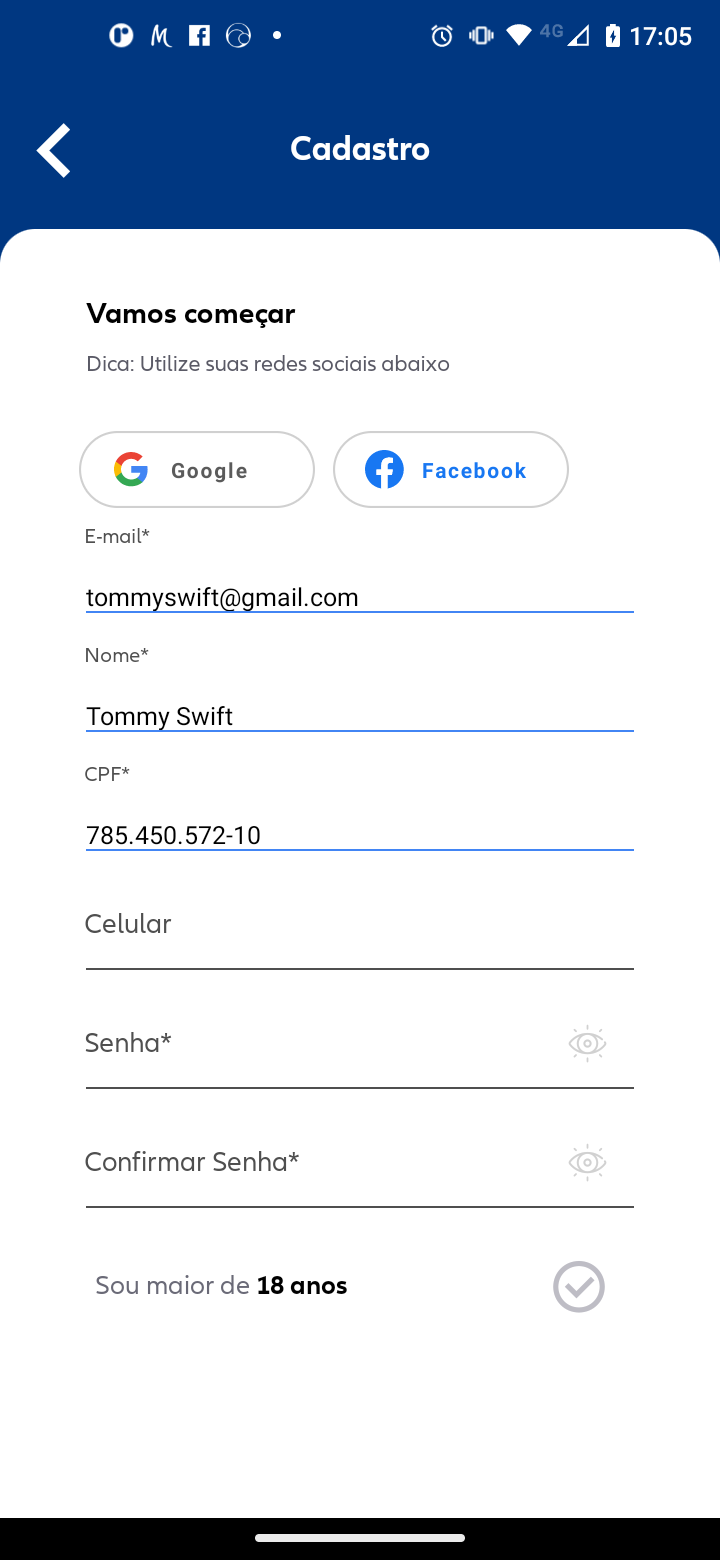 4G 17:05
Cadastro
Vamos começar
Dica: Utilize suas redes sociais abaixo
Google Facebook
E-mail*
tommyswift@gmail.com
Nome*
Tommy Swift
CPF*
785.450.572-10
Celular
Senha*
Confirmar Senha*
Sou maior de 18 anos